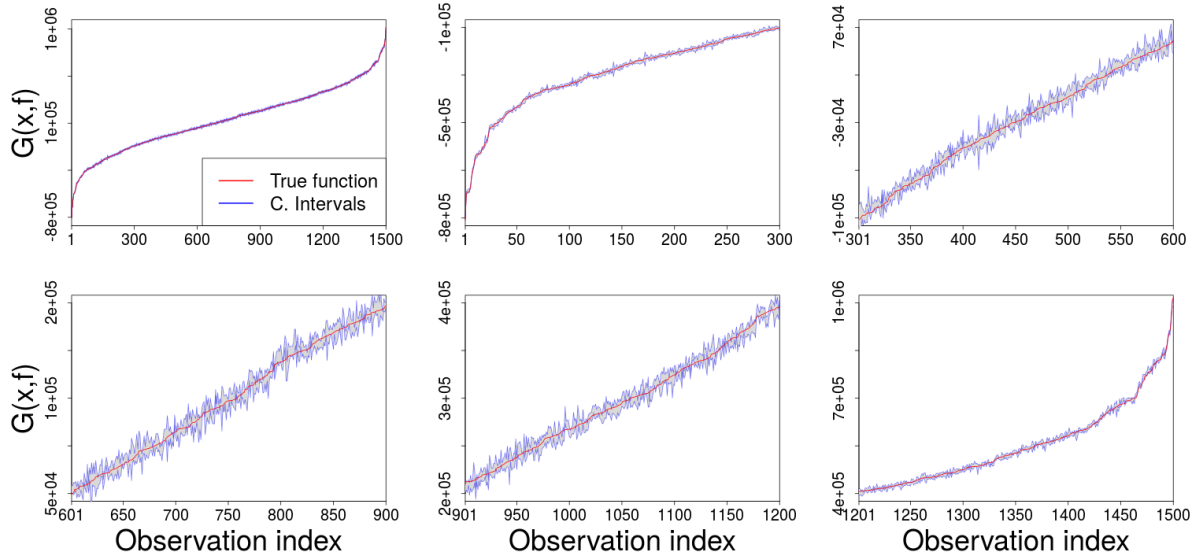 G(x,f)
1e+06
1e+05
-8e+05
1 300 600 900 1200 1500
True function
C. Intervals
-1e+05
-5e+05
-8e+05
1 50 100 150 200 250 300
7e+04
-3e+04
-1e+05
301 350 400 450 500 550 600
G(x,f)
2e+05
1e+05
5e+04
601 650 700 750 800 850 900
Observation index
4e+05
3e+05
2e+05
901 950 1000 1050 1100 1150 1200
Observation index
1e+06
7e+05
4e+05
1201 1250 1300 1350 1400 1450 1500
Observation index